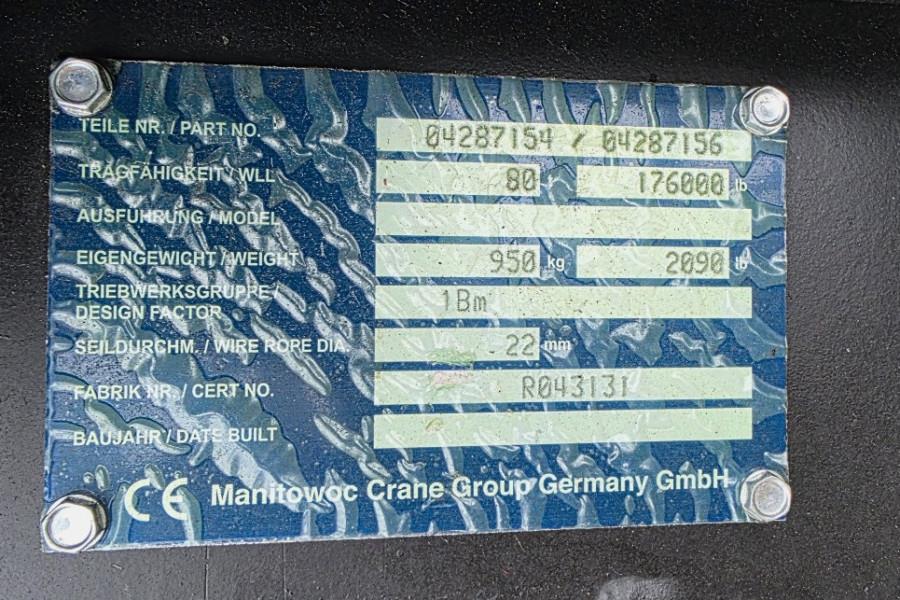 TEILE NR. / PART NO. 04287154 / 04287156
TRAGFÄHIGKEIT / WLL 80 176000 lb
AUSFÜHRUNG / MODEL
EIGENGEWICHT / WEIGHT 950 kg 2090 lb
TRIEBWERKSGRUPPE /
DESIGN FACTOR 1Bm
SEILDURCHM. / WIRE ROPE DIA. 22 mm
FABRIK NR. / CERT NO. R043131
BAUJAHR / DATE BUILT
CE Manitowoc Crane Group Germany GmbH